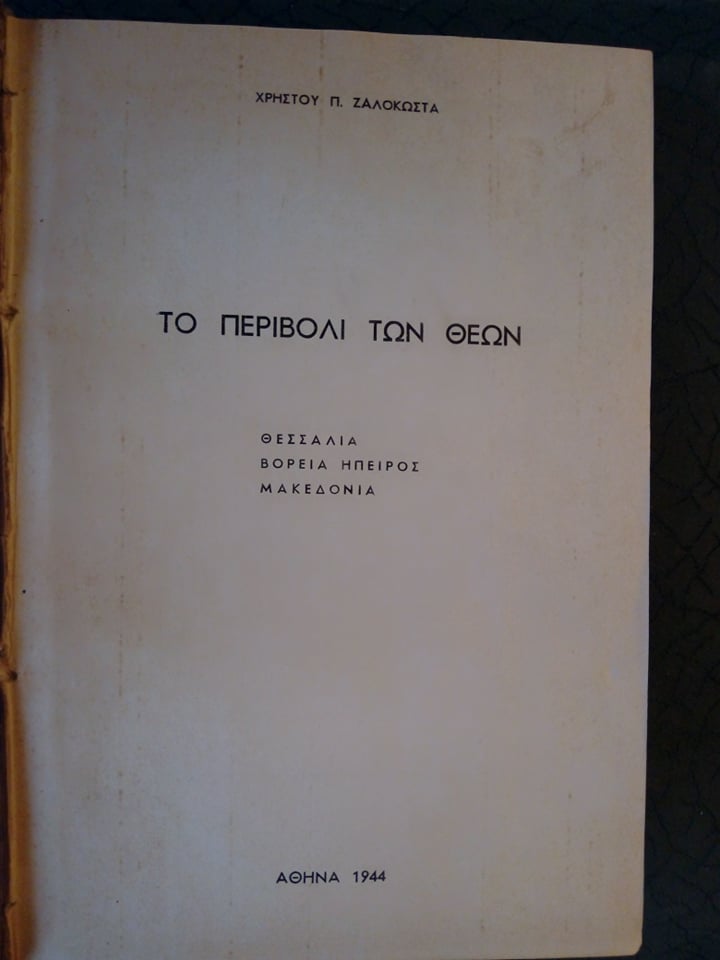 ΧΡΗΣΤΟΥ Π. ΖΑΛΟΚΩΣΤΑ
ΤΟ ΠΕΡΙΒΟΛΙ ΤΩΝ ΘΕΩΝ
ΘΕΣΣΑΛΙΑ
ΒΟΡΕΙΑ ΗΠΕΙΡΟΣ
ΜΑΚΕΔΟΝΙΑ
ΑΘΗΝΑ 1944